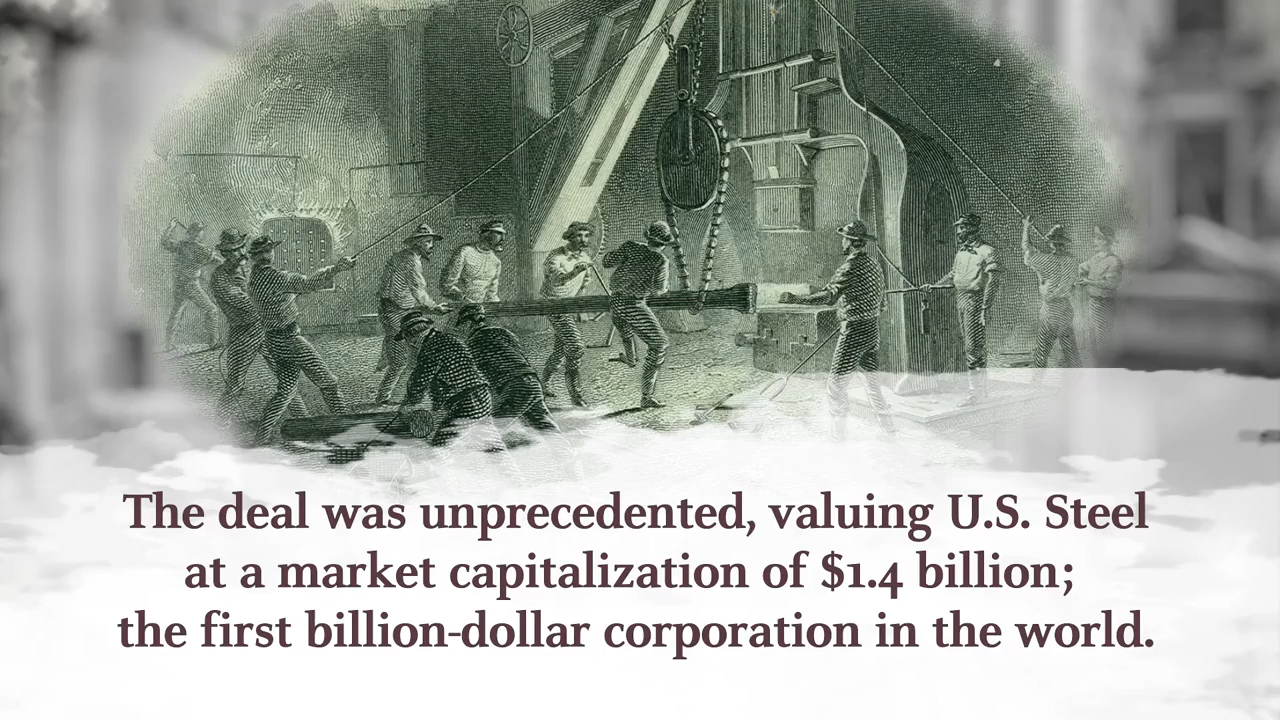 The deal was unprecedented, valuing U.S. Steel
at a market capitalization of $1.4 billion;
the first billion-dollar corporation in the world.